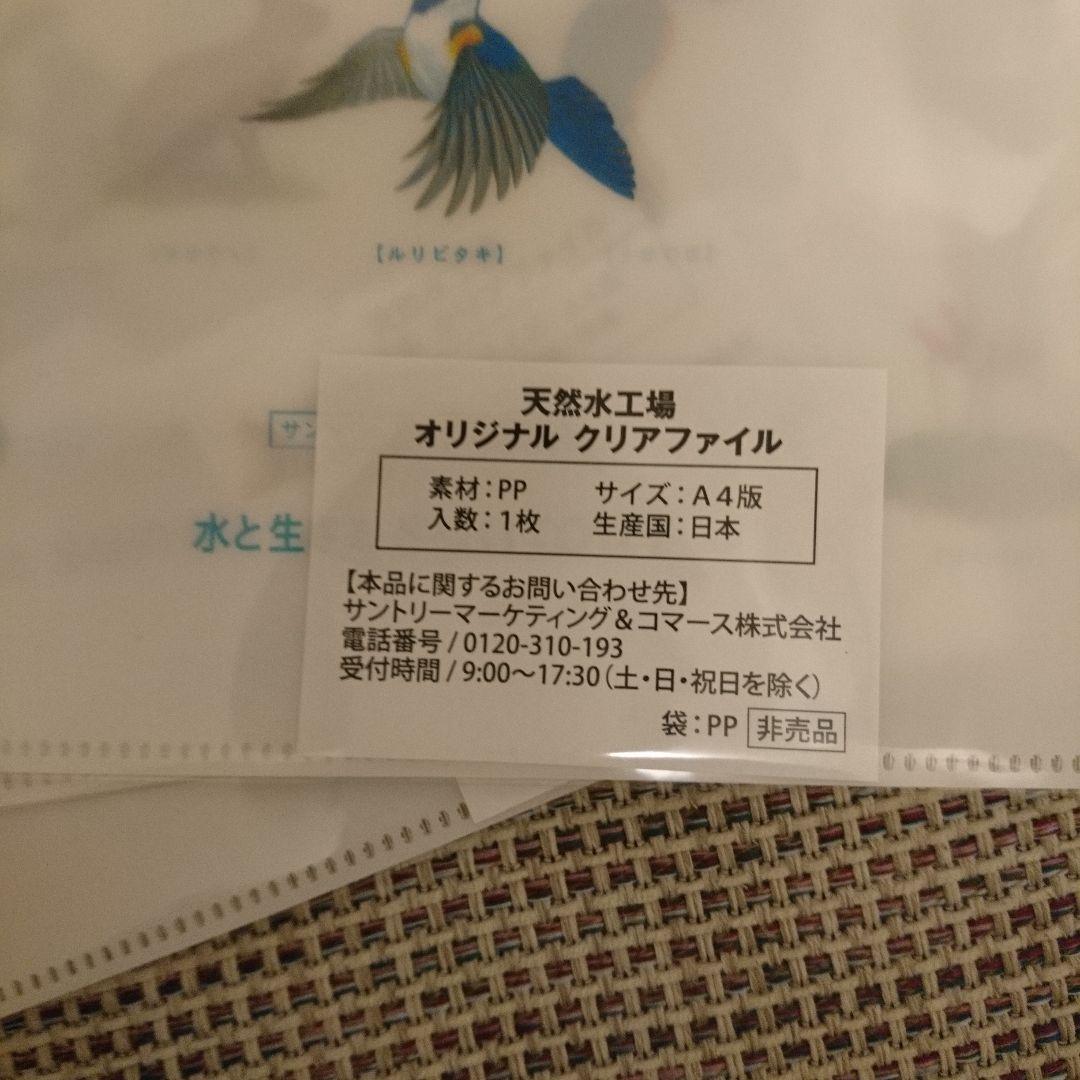 【ルリビタキ】
サン
水と生
天然水工場
オリジナル クリアファイル
素材：PP サイズ：A４版
入数：1枚 生産国：日本
【本品に関するお問い合わせ先】
サントリーマーケティング＆コマース株式会社
電話番号 / 0120-310-193
受付時間 / 9:00〜17:30（土・日・祝日を除く）
袋：PP 非売品